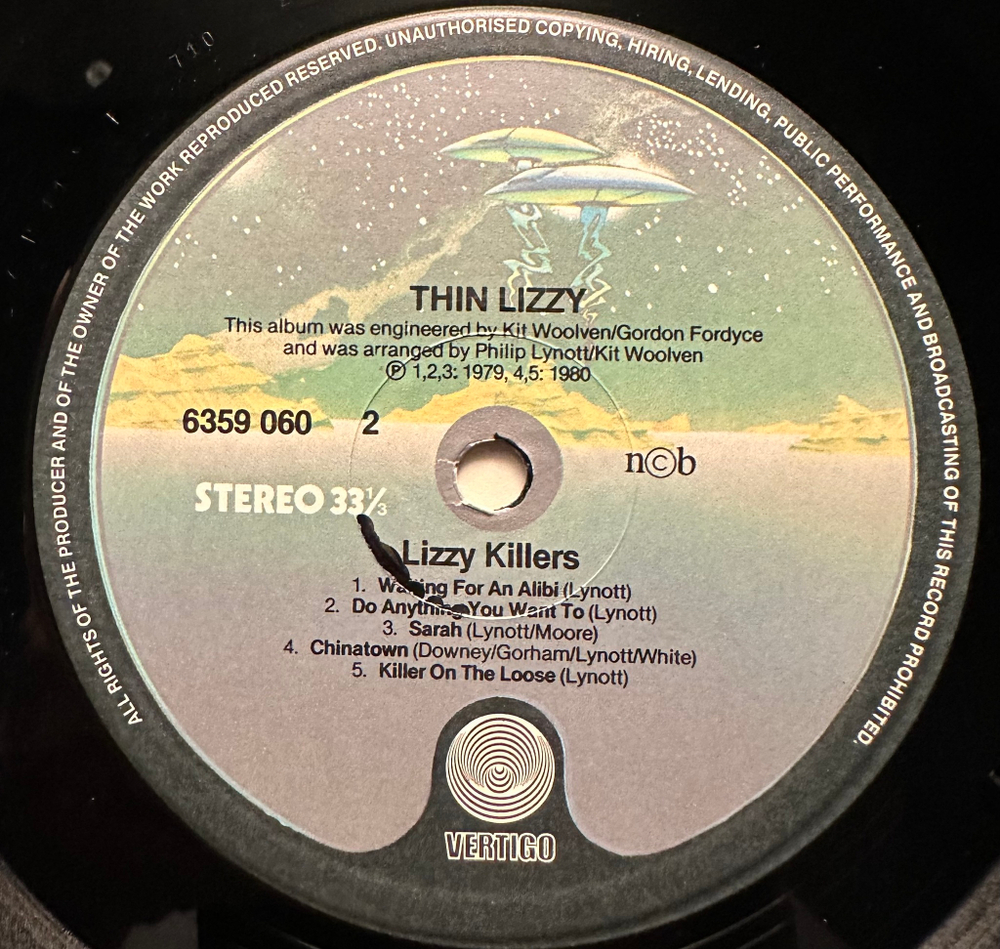 ALL RIGHTS OF THE PRODUCER AND OF THE OWNER OF THE WORK REPRODUCED RESERVED. UNAUTHORISED COPYING, HIRING, LENDING, PUBLIC PERFORMANCE AND BROADCASTING OF THIS RECORD PROHIBITED.
710
THIN LIZZY
This album was engineered by Kit Woolven/Gordon Fordyce
and was arranged by Philip Lynott/Kit Woolven
℗ 1,2,3: 1979, 4,5: 1980
6359 060 2
n©b
STEREO 33⅓
Lizzy Killers
1. Waiting For An Alibi (Lynott)
2. Do Anything You Want To (Lynott)
3. Sarah (Lynott/Moore)
4. Chinatown (Downey/Gorham/Lynott/White)
5. Killer On The Loose (Lynott)
VERTIGO